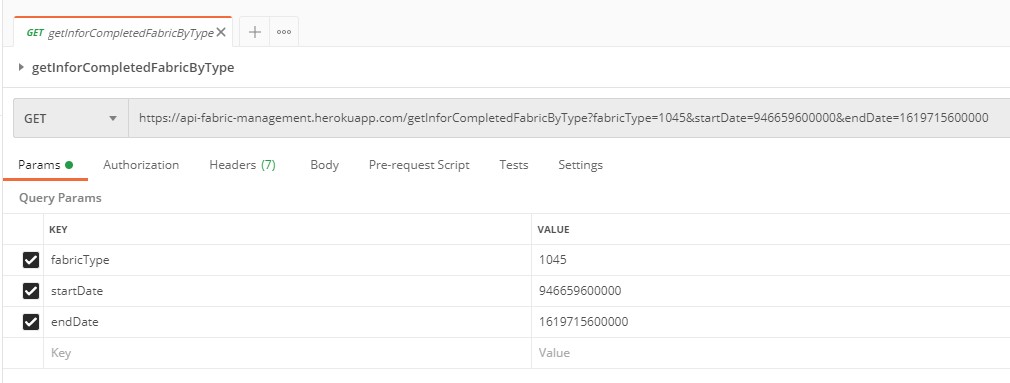 GET getInforCompletedFabricByType
getInforCompletedFabricByType
GET https://api-fabric-management.herokuapp.com/getInforCompletedFabricByType?fabricType=1045&startDate=946659600000&endDate=1619715600000
Params Authorization Headers (7) Body Pre-request Script Tests Settings
Query Params
KEY VALUE
fabricType 1045
startDate 946659600000
endDate 1619715600000
Key Value